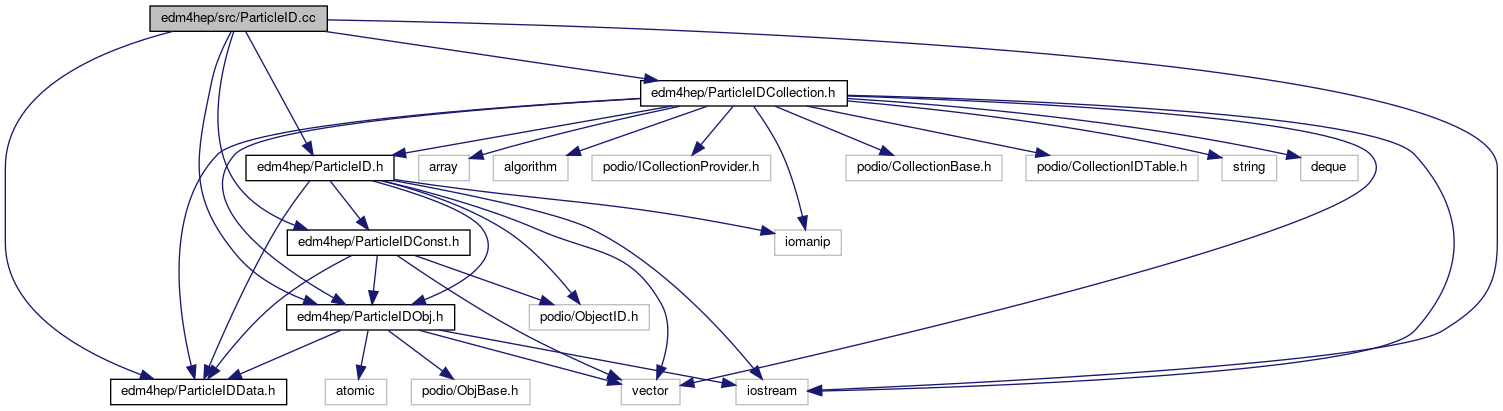 edm4hep/src/ParticleID.cc
edm4hep/ParticleIDCollection.h
edm4hep/ParticleID.h
array
algorithm
podio/ICollectionProvider.h
podio/CollectionBase.h
podio/CollectionIDTable.h
string
deque
edm4hep/ParticleIDConst.h
iomanip
edm4hep/ParticleIDObj.h
podio/ObjectID.h
edm4hep/ParticleIDData.h
atomic
podio/ObjBase.h
vector
iostream